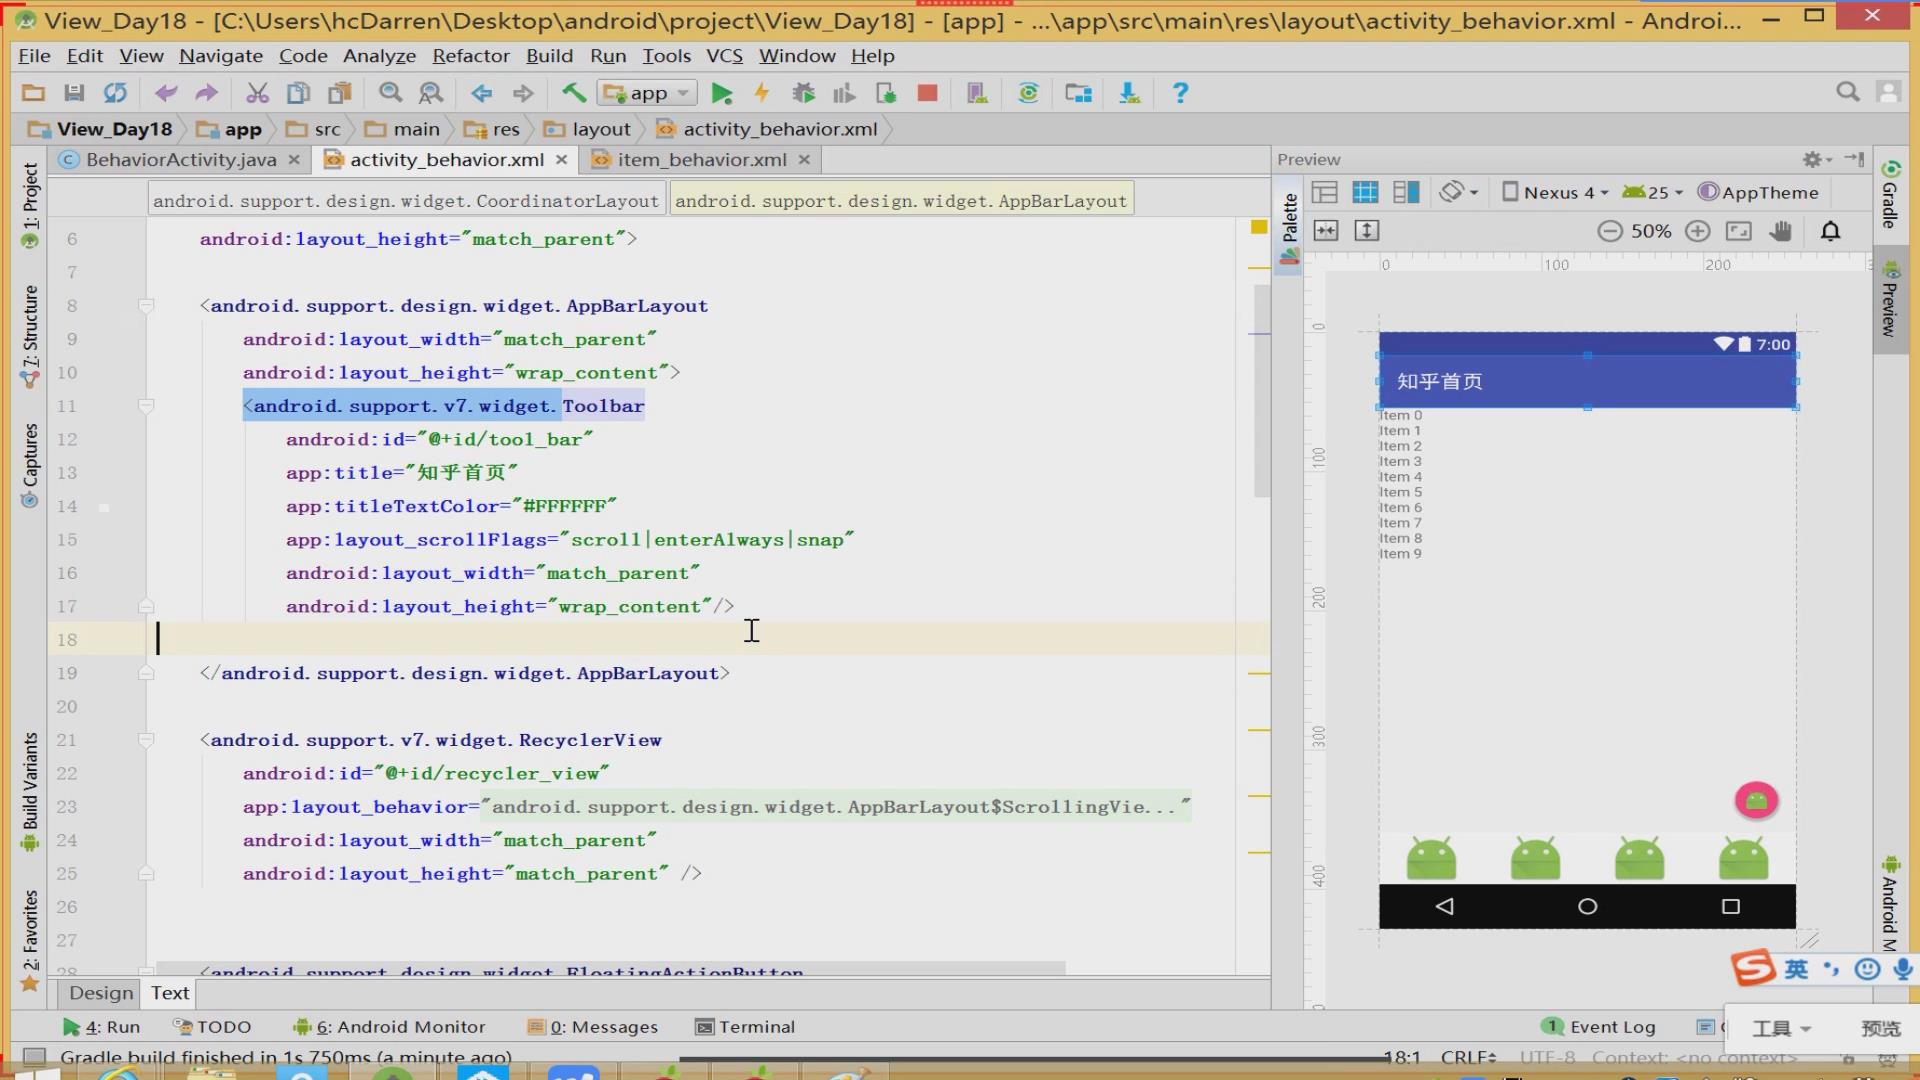 View_Day18 - [C:\Users\hcDarren\Desktop\android\project\View_Day18] - [app] - ...\app\src\main\res\layout\activity_behavior.xml - Androi...
File Edit View Navigate Code Analyze Refactor Build Run Tools VCS Window Help
app
View_Day18 app src main res layout activity_behavior.xml
BehaviorActivity.java activity_behavior.xml item_behavior.xml
android.support.design.widget.CoordinatorLayout android.support.design.widget.AppBarLayout
6 android:layout_height="match_parent">
7
8 <android.support.design.widget.AppBarLayout
9 android:layout_width="match_parent"
10 android:layout_height="wrap_content">
11 <android.support.v7.widget.Toolbar
12 android:id="@+id/tool_bar"
13 app:title="知乎首页"
14 app:titleTextColor="#FFFFFF"
15 app:layout_scrollFlags="scroll|enterAlways|snap"
16 android:layout_width="match_parent"
17 android:layout_height="wrap_content"/>
18
19 </android.support.design.widget.AppBarLayout>
20
21 <android.support.v7.widget.RecyclerView
22 android:id="@+id/recycler_view"
23 app:layout_behavior="android.support.design.widget.AppBarLayout$ScrollingVie..."
24 android:layout_width="match_parent"
25 android:layout_height="match_parent" />
26
27
28 <android.support.design.widget.FloatingActionButton
Design Text
1: Project
7: Structure
Captures
Build Variants
2: Favorites
Preview
Palette
Nexus 4 25 AppTheme
50%
0 100 200
0
100
200
300
400
7:00
知乎首页
Item 0
Item 1
Item 2
Item 3
Item 4
Item 5
Item 6
Item 7
Item 8
Item 9
Gradle
Preview
Android M
英
工具 预览
4: Run TODO 6: Android Monitor 0: Messages Terminal 1 Event Log
Gradle build finished in 1s 750ms (a minute ago) 18:1 CRLF UTF-8 Context: <no context>